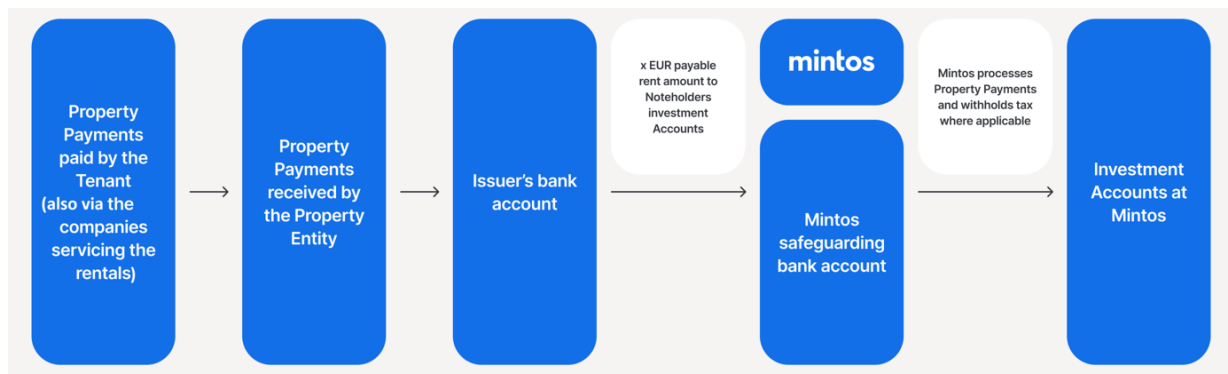 Property
Payments
paid by the
Tenant
(also via the
companies
servicing the
rentals)
Property
Payments
received by
the Property
Entity
Issuer's bank
account
x EUR payable
rent amount to
Noteholders
investment
Accounts
mintos
Mintos
safeguarding
bank account
Mintos processes
Property Payments
and withholds tax
where applicable
Investment
Accounts at
Mintos